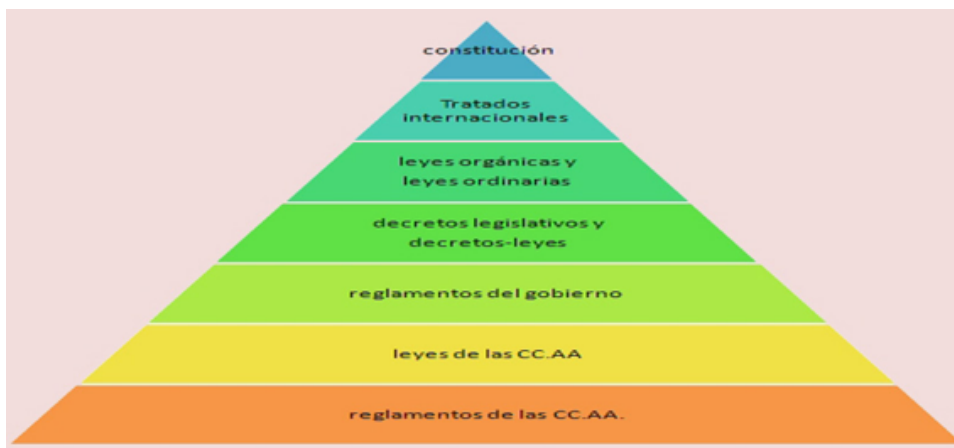 constitución
Tratados
internacionales
leyes orgánicas y
leyes ordinarias
decretos legislativos y
decretos-leyes
reglamentos del gobierno
leyes de las CC.AA
reglamentos de las CC.AA.